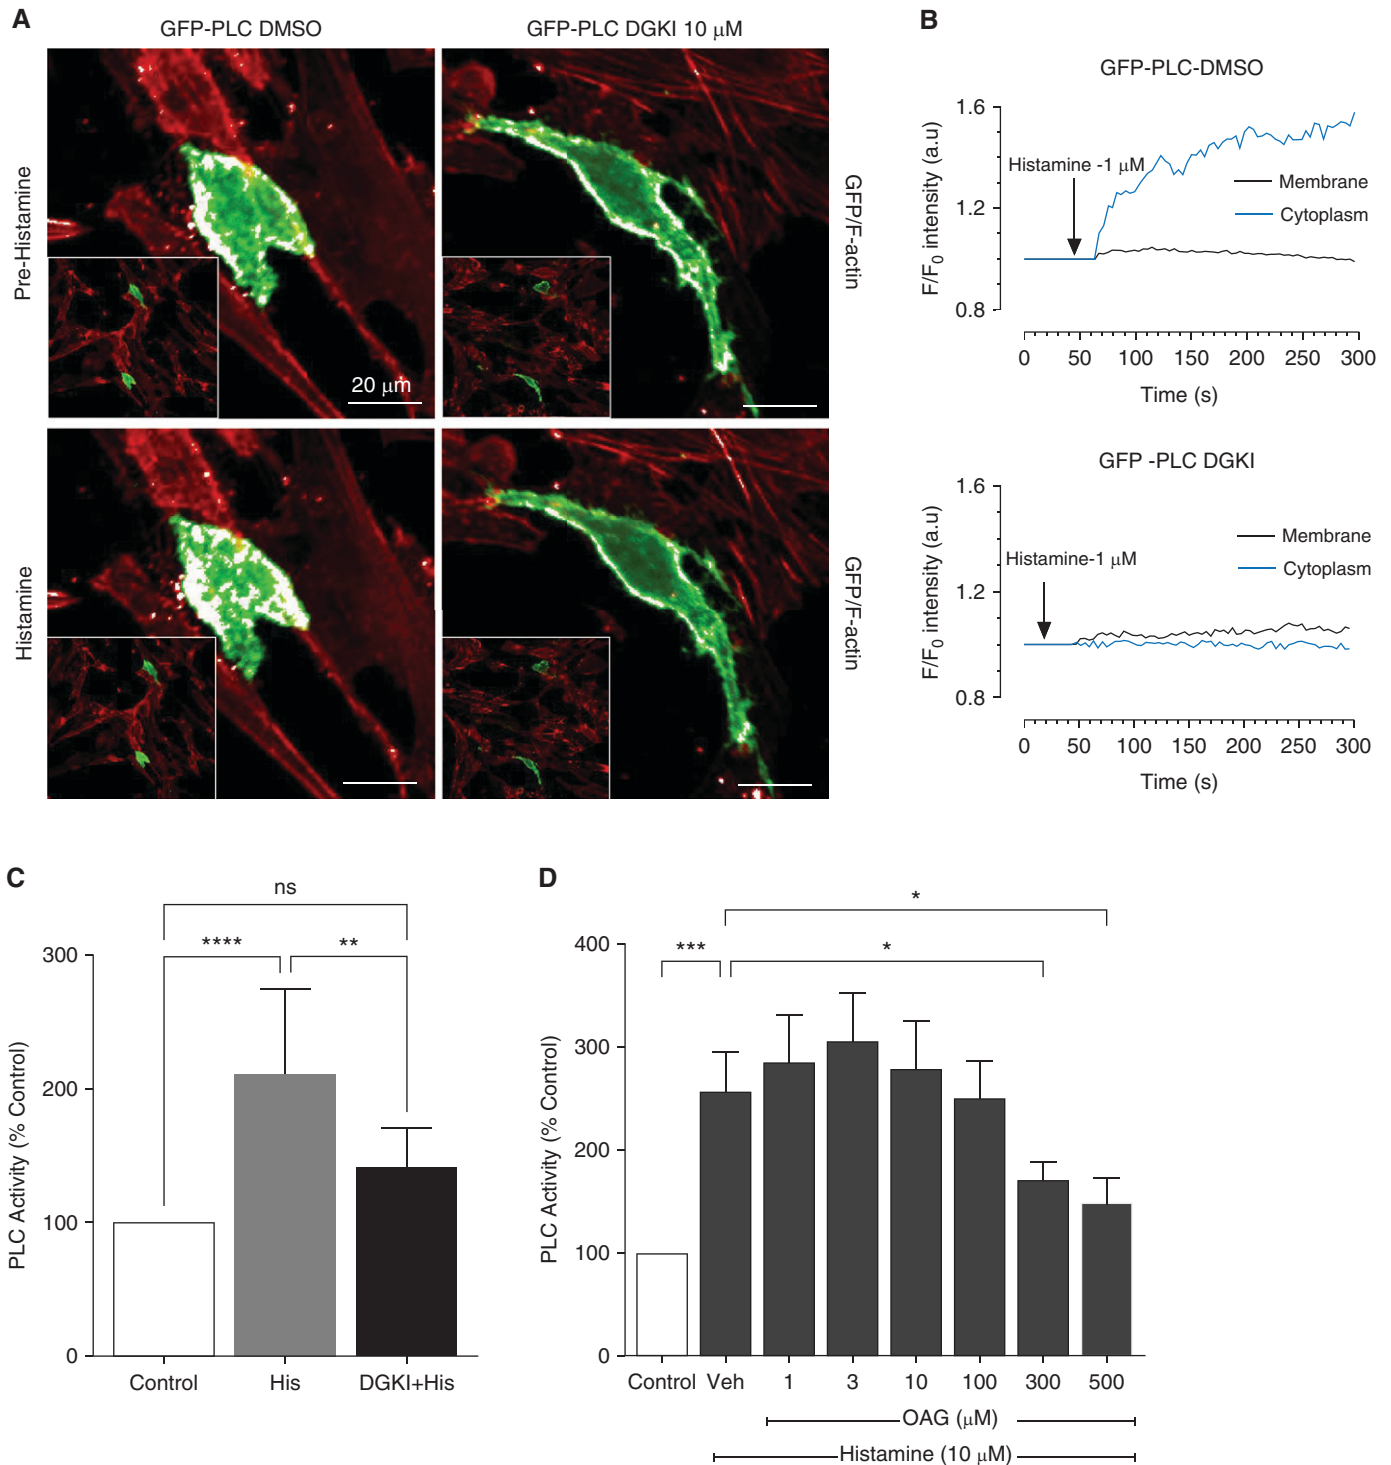 A
GFP-PLC DMSO
GFP-PLC DGKI 10 μM
Pre-Histamine
GFP/F-actin
20 μm
Histamine
GFP/F-actin
B
GFP-PLC-DMSO
F/F0 intensity (a.u)
1.6
1.2
0.8
Histamine -1 μM
Membrane
Cytoplasm
0 50 100 150 200 250 300
Time (s)
GFP -PLC DGKI
F/F0 intensity (a.u)
1.6
1.2
0.8
Histamine-1 μM
Membrane
Cytoplasm
0 50 100 150 200 250 300
Time (s)
C
PLC Activity (% Control)
300
200
100
0
ns
**** **
Control His DGKI+His
D
PLC Activity (% Control)
400
300
200
100
0
*
*** *
Control Veh 1 3 10 100 300 500
OAG (μM)
Histamine (10 μM)